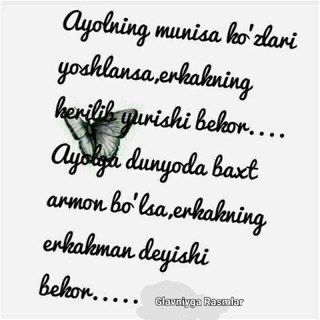 Ayolning munisa ko'zlari
yoshlansa,erkakning
kerilib yurishi bekor....
Ayolga dunyoda baxt
armon bo'lsa,erkakning
erkakman deyishi
bekor.....
Glavniyga Rasmlar